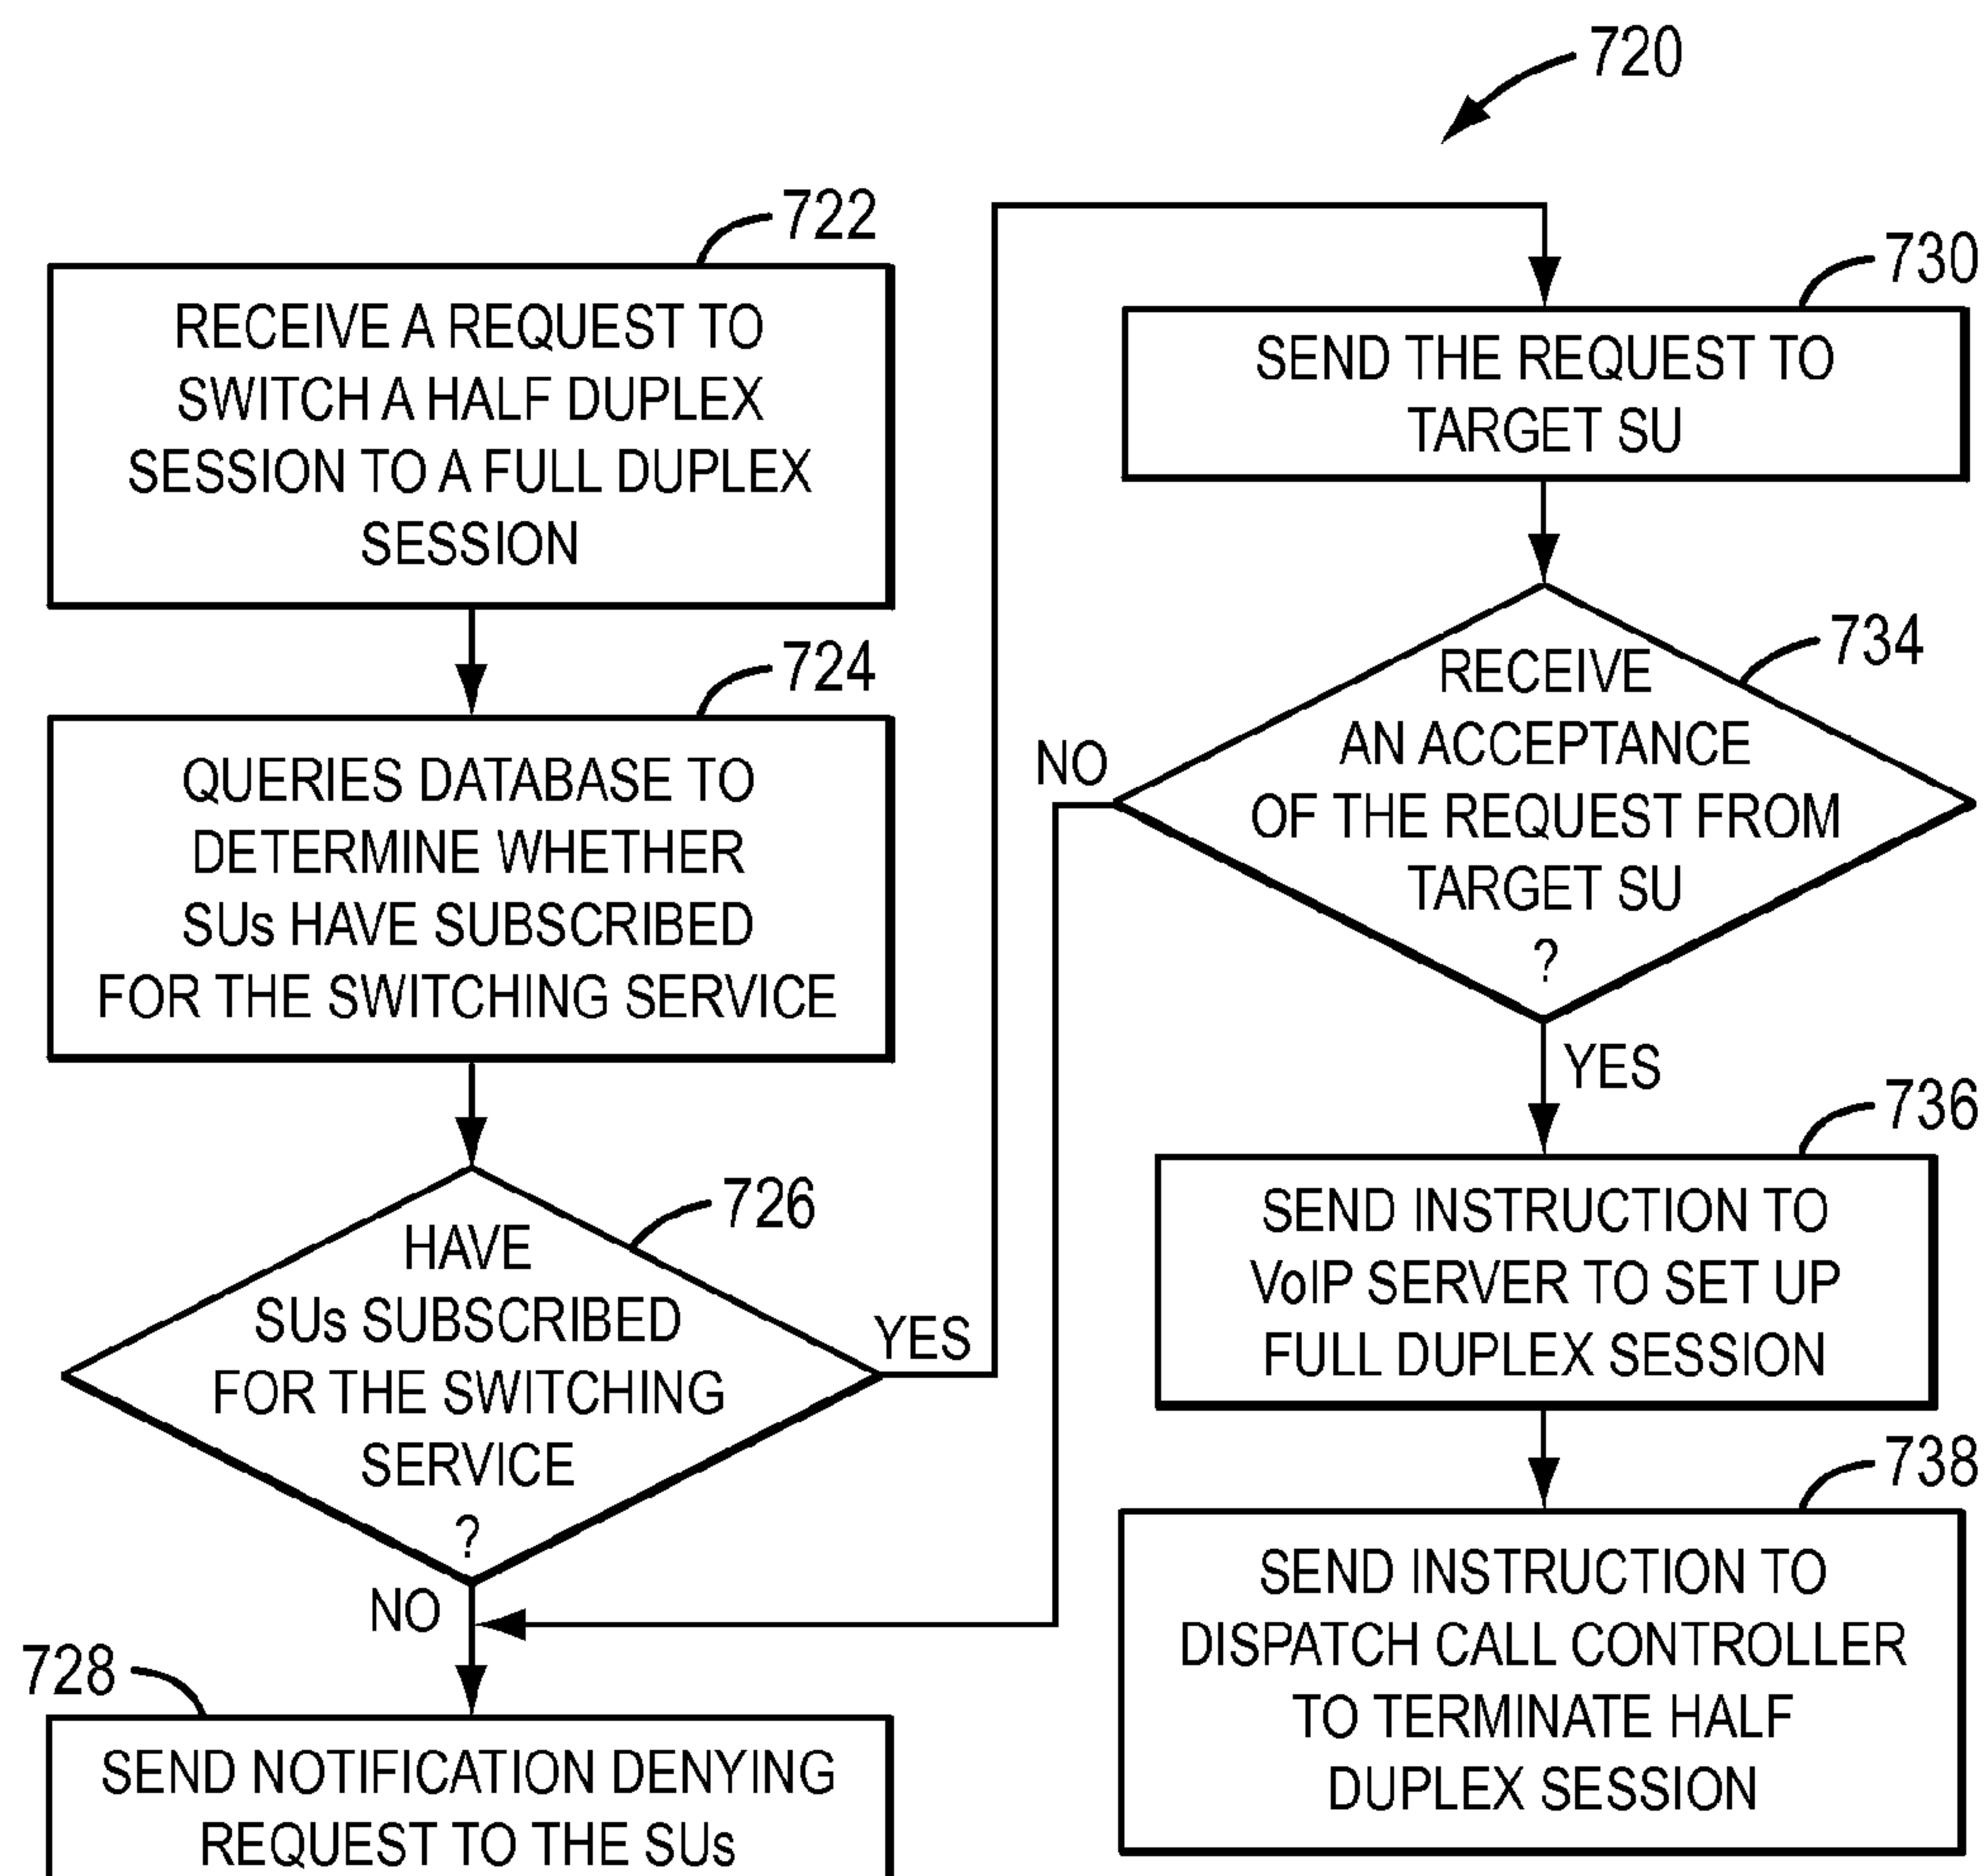 720
722
RECEIVE A REQUEST TO
SWITCH A HALF DUPLEX
SESSION TO A FULL DUPLEX
SESSION
724
QUERIES DATABASE TO
DETERMINE WHETHER
SUs HAVE SUBSCRIBED
FOR THE SWITCHING SERVICE
726
HAVE
SUs SUBSCRIBED
FOR THE SWITCHING
SERVICE
?
YES
NO
728
SEND NOTIFICATION DENYING
REQUEST TO THE SUs
730
SEND THE REQUEST TO
TARGET SU
734
RECEIVE
AN ACCEPTANCE
OF THE REQUEST FROM
TARGET SU
?
NO
YES
736
SEND INSTRUCTION TO
VoIP SERVER TO SET UP
FULL DUPLEX SESSION
738
SEND INSTRUCTION TO
DISPATCH CALL CONTROLLER
TO TERMINATE HALF
DUPLEX SESSION